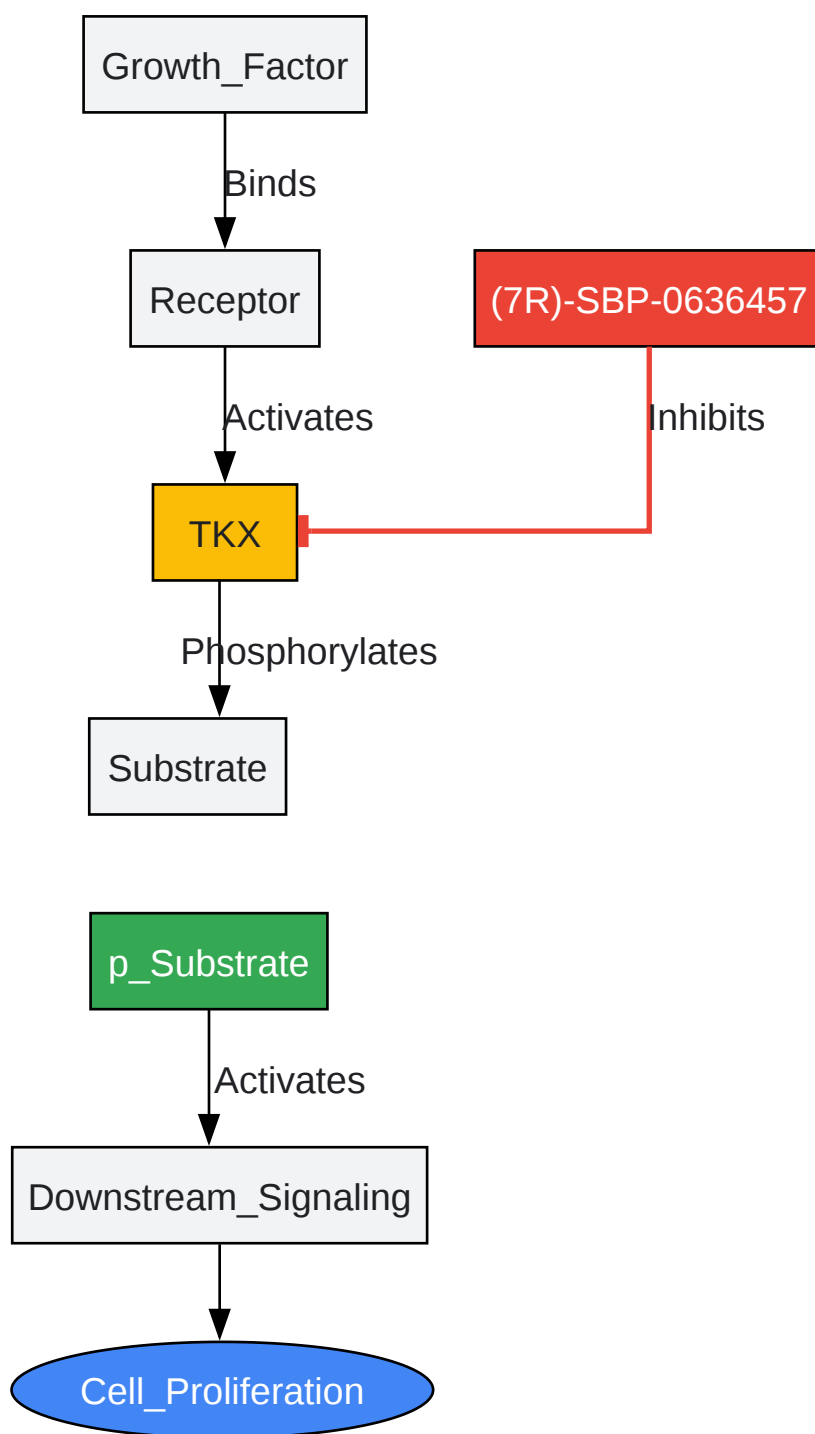 Growth_Factor
Binds
Receptor
(7R)-SBP-0636457
Activates
Inhibits
TKX
Phosphorylates
Substrate
p_Substrate
Activates
Downstream_Signaling
Cell_Proliferation